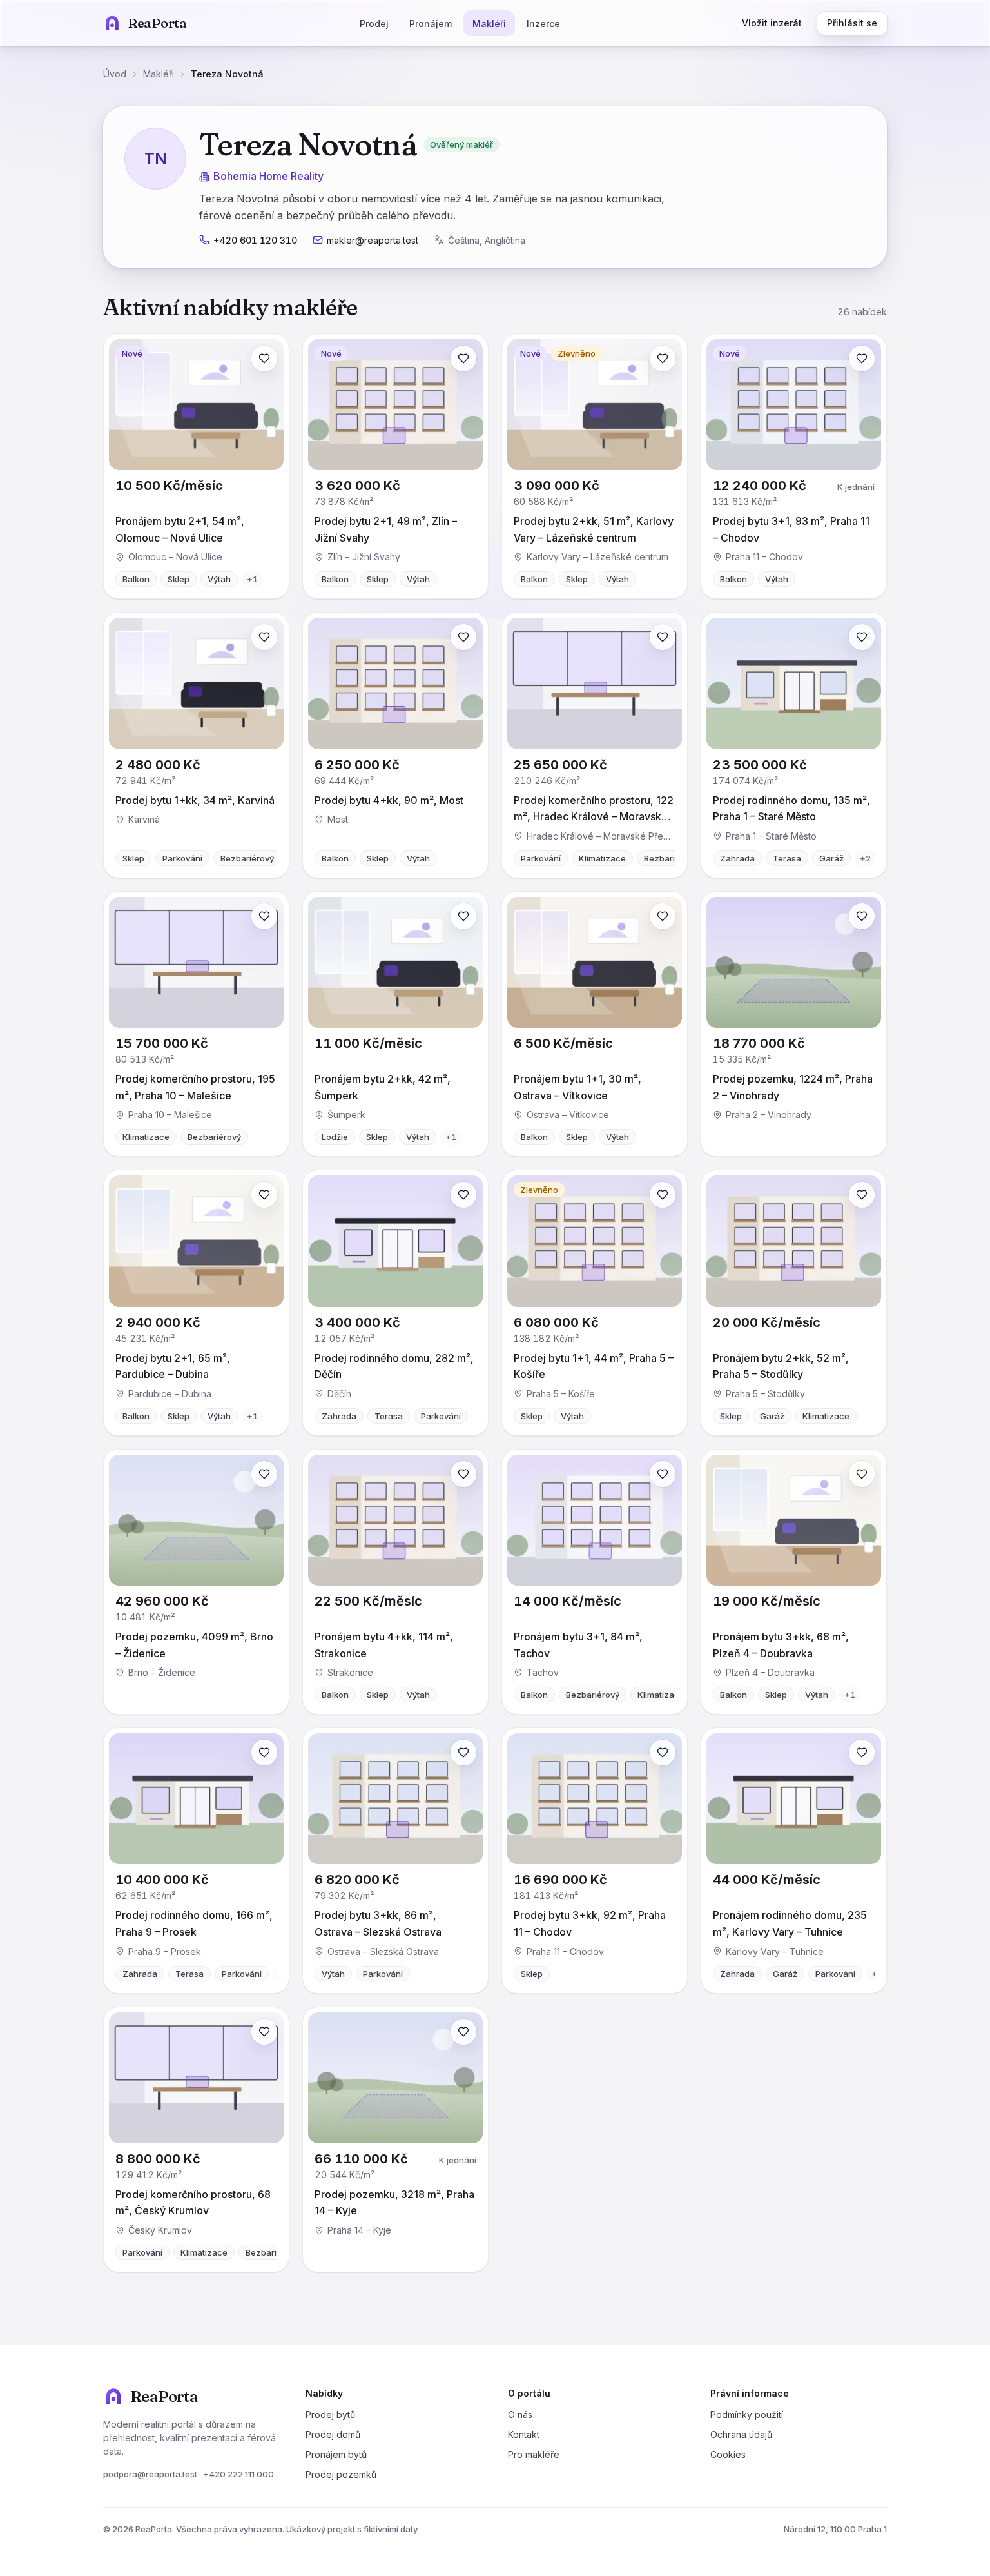 ReaPorta
Prodej
Pronájem
Makléři
Inzerce
Vložit inzerát
Přihlásit se
Úvod
Makléři
Tereza Novotná
TN
Tereza Novotná
Ověřený makléř
Bohemia Home Reality
Tereza Novotná působí v oboru nemovitostí více než 4 let. Zaměřuje se na jasnou komunikaci,
férové ocenění a bezpečný průběh celého převodu.
+420 601 120 310
makler@reaporta.test
Čeština, Angličtina
Aktivní nabídky makléře
26 nabídek
Nové
10 500 Kč/měsíc
Pronájem bytu 2+1, 54 m²,
Olomouc – Nová Ulice
Olomouc – Nová Ulice
Balkon
Sklep
Výtah
+1
Nové
3 620 000 Kč
73 878 Kč/m²
Prodej bytu 2+1, 49 m², Zlín –
Jižní Svahy
Zlín – Jižní Svahy
Balkon
Sklep
Výtah
Nové
Zlevněno
3 090 000 Kč
60 588 Kč/m²
Prodej bytu 2+kk, 51 m², Karlovy
Vary – Lázeňské centrum
Karlovy Vary – Lázeňské centrum
Balkon
Sklep
Výtah
Nové
12 240 000 Kč
K jednání
131 613 Kč/m²
Prodej bytu 3+1, 93 m², Praha 11
– Chodov
Praha 11 – Chodov
Balkon
Výtah
2 480 000 Kč
72 941 Kč/m²
Prodej bytu 1+kk, 34 m², Karviná
Karviná
Sklep
Parkování
Bezbariérový
6 250 000 Kč
69 444 Kč/m²
Prodej bytu 4+kk, 90 m², Most
Most
Balkon
Sklep
Výtah
25 650 000 Kč
210 246 Kč/m²
Prodej komerčního prostoru, 122
m², Hradec Králové – Moravsk…
Hradec Králové – Moravské Pře…
Parkování
Klimatizace
Bezbari
23 500 000 Kč
174 074 Kč/m²
Prodej rodinného domu, 135 m²,
Praha 1 – Staré Město
Praha 1 – Staré Město
Zahrada
Terasa
Garáž
+2
15 700 000 Kč
80 513 Kč/m²
Prodej komerčního prostoru, 195
m², Praha 10 – Malešice
Praha 10 – Malešice
Klimatizace
Bezbariérový
11 000 Kč/měsíc
Pronájem bytu 2+kk, 42 m²,
Šumperk
Šumperk
Lodžie
Sklep
Výtah
+1
6 500 Kč/měsíc
Pronájem bytu 1+1, 30 m²,
Ostrava – Vítkovice
Ostrava – Vítkovice
Balkon
Sklep
Výtah
18 770 000 Kč
15 335 Kč/m²
Prodej pozemku, 1224 m², Praha
2 – Vinohrady
Praha 2 – Vinohrady
2 940 000 Kč
45 231 Kč/m²
Prodej bytu 2+1, 65 m²,
Pardubice – Dubina
Pardubice – Dubina
Balkon
Sklep
Výtah
+1
3 400 000 Kč
12 057 Kč/m²
Prodej rodinného domu, 282 m²,
Děčín
Děčín
Zahrada
Terasa
Parkování
Zlevněno
6 080 000 Kč
138 182 Kč/m²
Prodej bytu 1+1, 44 m², Praha 5 –
Košíře
Praha 5 – Košíře
Sklep
Výtah
20 000 Kč/měsíc
Pronájem bytu 2+kk, 52 m²,
Praha 5 – Stodůlky
Praha 5 – Stodůlky
Sklep
Garáž
Klimatizace
42 960 000 Kč
10 481 Kč/m²
Prodej pozemku, 4099 m², Brno
– Židenice
Brno – Židenice
22 500 Kč/měsíc
Pronájem bytu 4+kk, 114 m²,
Strakonice
Strakonice
Balkon
Sklep
Výtah
14 000 Kč/měsíc
Pronájem bytu 3+1, 84 m²,
Tachov
Tachov
Balkon
Bezbariérový
Klimatizac
19 000 Kč/měsíc
Pronájem bytu 3+kk, 68 m²,
Plzeň 4 – Doubravka
Plzeň 4 – Doubravka
Balkon
Sklep
Výtah
+1
10 400 000 Kč
62 651 Kč/m²
Prodej rodinného domu, 166 m²,
Praha 9 – Prosek
Praha 9 – Prosek
Zahrada
Terasa
Parkování
6 820 000 Kč
79 302 Kč/m²
Prodej bytu 3+kk, 86 m²,
Ostrava – Slezská Ostrava
Ostrava – Slezská Ostrava
Výtah
Parkování
16 690 000 Kč
181 413 Kč/m²
Prodej bytu 3+kk, 92 m², Praha
11 – Chodov
Praha 11 – Chodov
Sklep
44 000 Kč/měsíc
Pronájem rodinného domu, 235
m², Karlovy Vary – Tuhnice
Karlovy Vary – Tuhnice
Zahrada
Garáž
Parkování
8 800 000 Kč
129 412 Kč/m²
Prodej komerčního prostoru, 68
m², Český Krumlov
Český Krumlov
Parkování
Klimatizace
Bezbari
66 110 000 Kč
K jednání
20 544 Kč/m²
Prodej pozemku, 3218 m², Praha
14 – Kyje
Praha 14 – Kyje
ReaPorta
Moderní realitní portál s důrazem na
přehlednost, kvalitní prezentaci a férová
data.
podpora@reaporta.test · +420 222 111 000
Nabídky
Prodej bytů
Prodej domů
Pronájem bytů
Prodej pozemků
O portálu
O nás
Kontakt
Pro makléře
Právní informace
Podmínky použití
Ochrana údajů
Cookies
© 2026 ReaPorta. Všechna práva vyhrazena. Ukázkový projekt s fiktivními daty.
Národní 12, 110 00 Praha 1